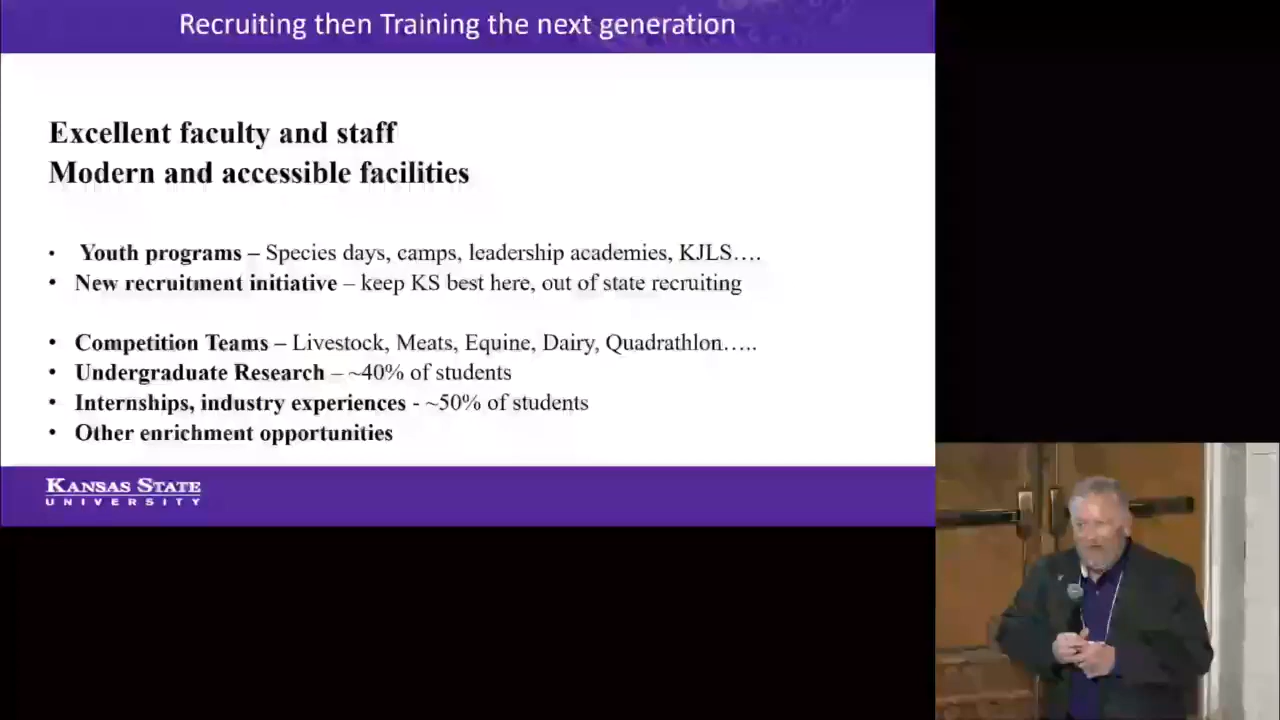 Recruiting then Training the next generation
Excellent faculty and staff
Modern and accessible facilities
• Youth programs – Species days, camps, leadership academies, KJLS….
• New recruitment initiative – keep KS best here, out of state recruiting
• Competition Teams – Livestock, Meats, Equine, Dairy, Quadrathlon…..
• Undergraduate Research – ~40% of students
• Internships, industry experiences - ~50% of students
• Other enrichment opportunities
KANSAS STATE
UNIVERSITY